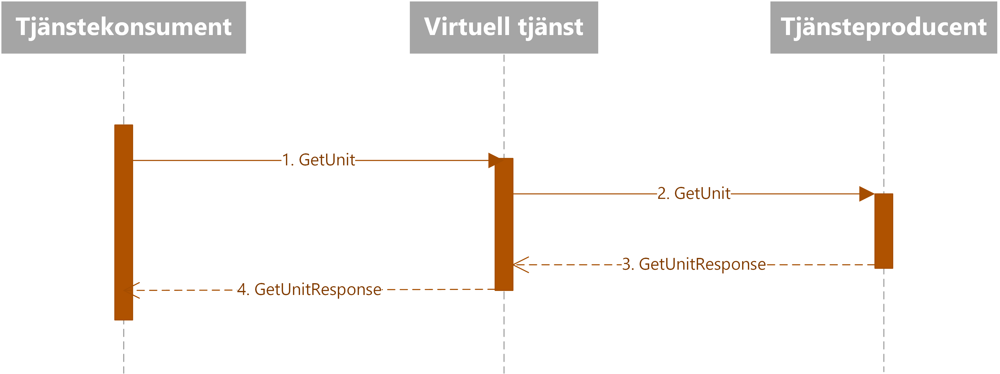 Tjänstekonsument
Virtuell tjänst
Tjänsteproducent
1. GetUnit
2. GetUnit
3. GetUnitResponse
4. GetUnitResponse